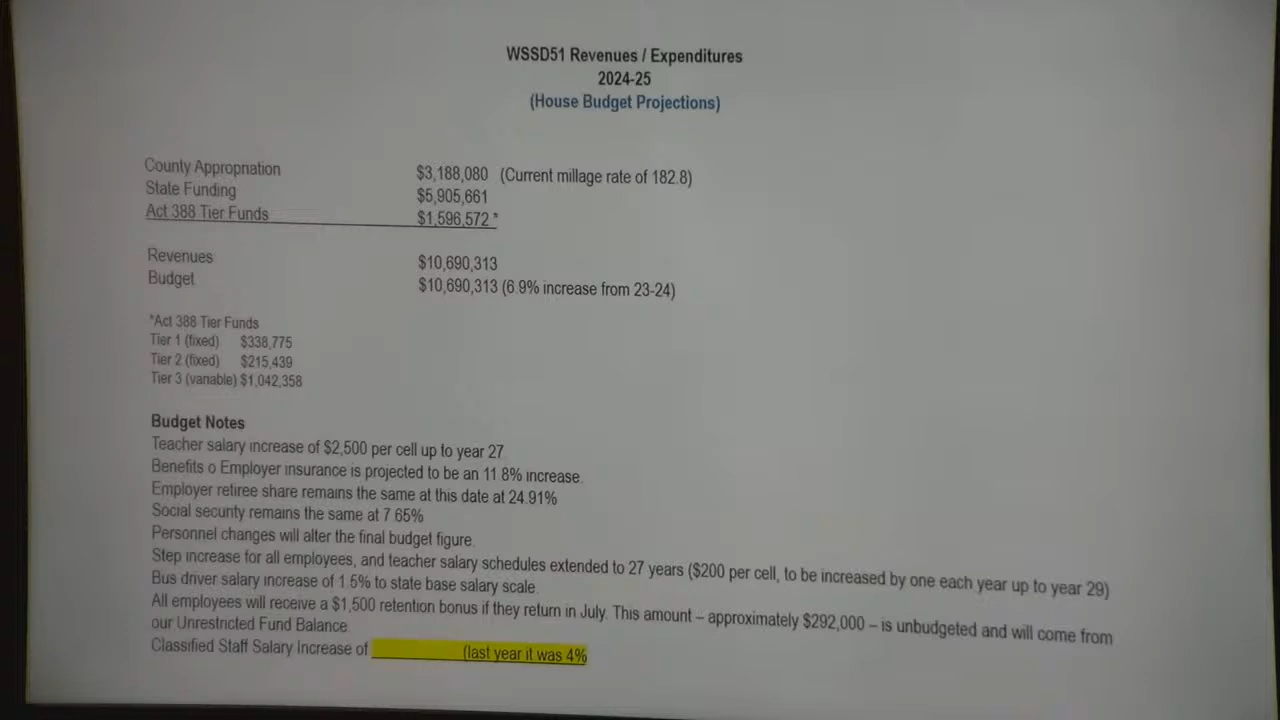 WSSD51 Revenues / Expenditures
2024-25
(House Budget Projections)
County Appropriation $3,188,080 (Current millage rate of 182.8)
State Funding $5,905,661
Act 388 Tier Funds $1,596,572 *
Revenues $10,690,313
Budget $10,690,313 (6.9% increase from 23-24)
*Act 388 Tier Funds
Tier 1 (fixed) $338,775
Tier 2 (fixed) $215,439
Tier 3 (variable) $1,042,358
Budget Notes
Teacher salary increase of $2,500 per cell up to year 27
Benefits o Employer insurance is projected to be an 11.8% increase.
Employer retiree share remains the same at this date at 24.91%
Social security remains the same at 7.65%
Personnel changes will alter the final budget figure.
Step increase for all employees, and teacher salary schedules extended to 27 years ($200 per cell, to be increased by one each year up to year 29)
Bus driver salary increase of 1.5% to state base salary scale.
All employees will receive a $1,500 retention bonus if they return in July. This amount – approximately $292,000 – is unbudgeted and will come from
our Unrestricted Fund Balance.
Classified Staff Salary Increase of (last year it was 4%